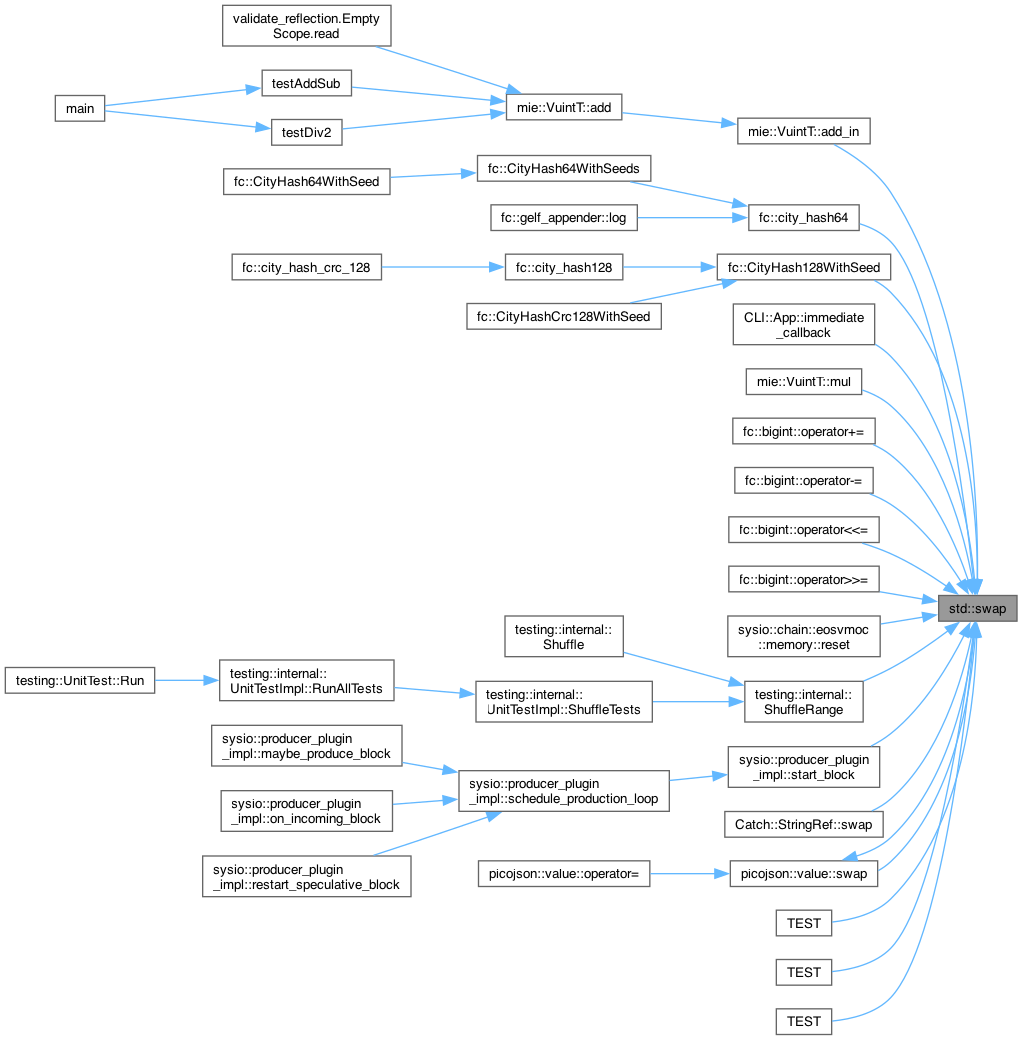 validate_reflection.Empty
Scope.read
testAddSub
main
mie::VuintT::add
testDiv2
mie::VuintT::add_in
fc::CityHash64WithSeeds
fc::CityHash64WithSeed
fc::gelf_appender::log
fc::city_hash64
fc::city_hash_crc_128
fc::city_hash128
fc::CityHash128WithSeed
fc::CityHashCrc128WithSeed
CLI::App::immediate
_callback
mie::VuintT::mul
fc::bigint::operator+=
fc::bigint::operator-=
fc::bigint::operator<<=
fc::bigint::operator>>=
std::swap
sysio::chain::eosvmoc
::memory::reset
testing::internal::
Shuffle
testing::UnitTest::Run
testing::internal::
UnitTestImpl::RunAllTests
testing::internal::
UnitTestImpl::ShuffleTests
testing::internal::
ShuffleRange
sysio::producer_plugin
_impl::maybe_produce_block
sysio::producer_plugin
_impl::start_block
sysio::producer_plugin
_impl::schedule_production_loop
sysio::producer_plugin
_impl::on_incoming_block
Catch::StringRef::swap
sysio::producer_plugin
_impl::restart_speculative_block
picojson::value::operator=
picojson::value::swap
TEST
TEST
TEST